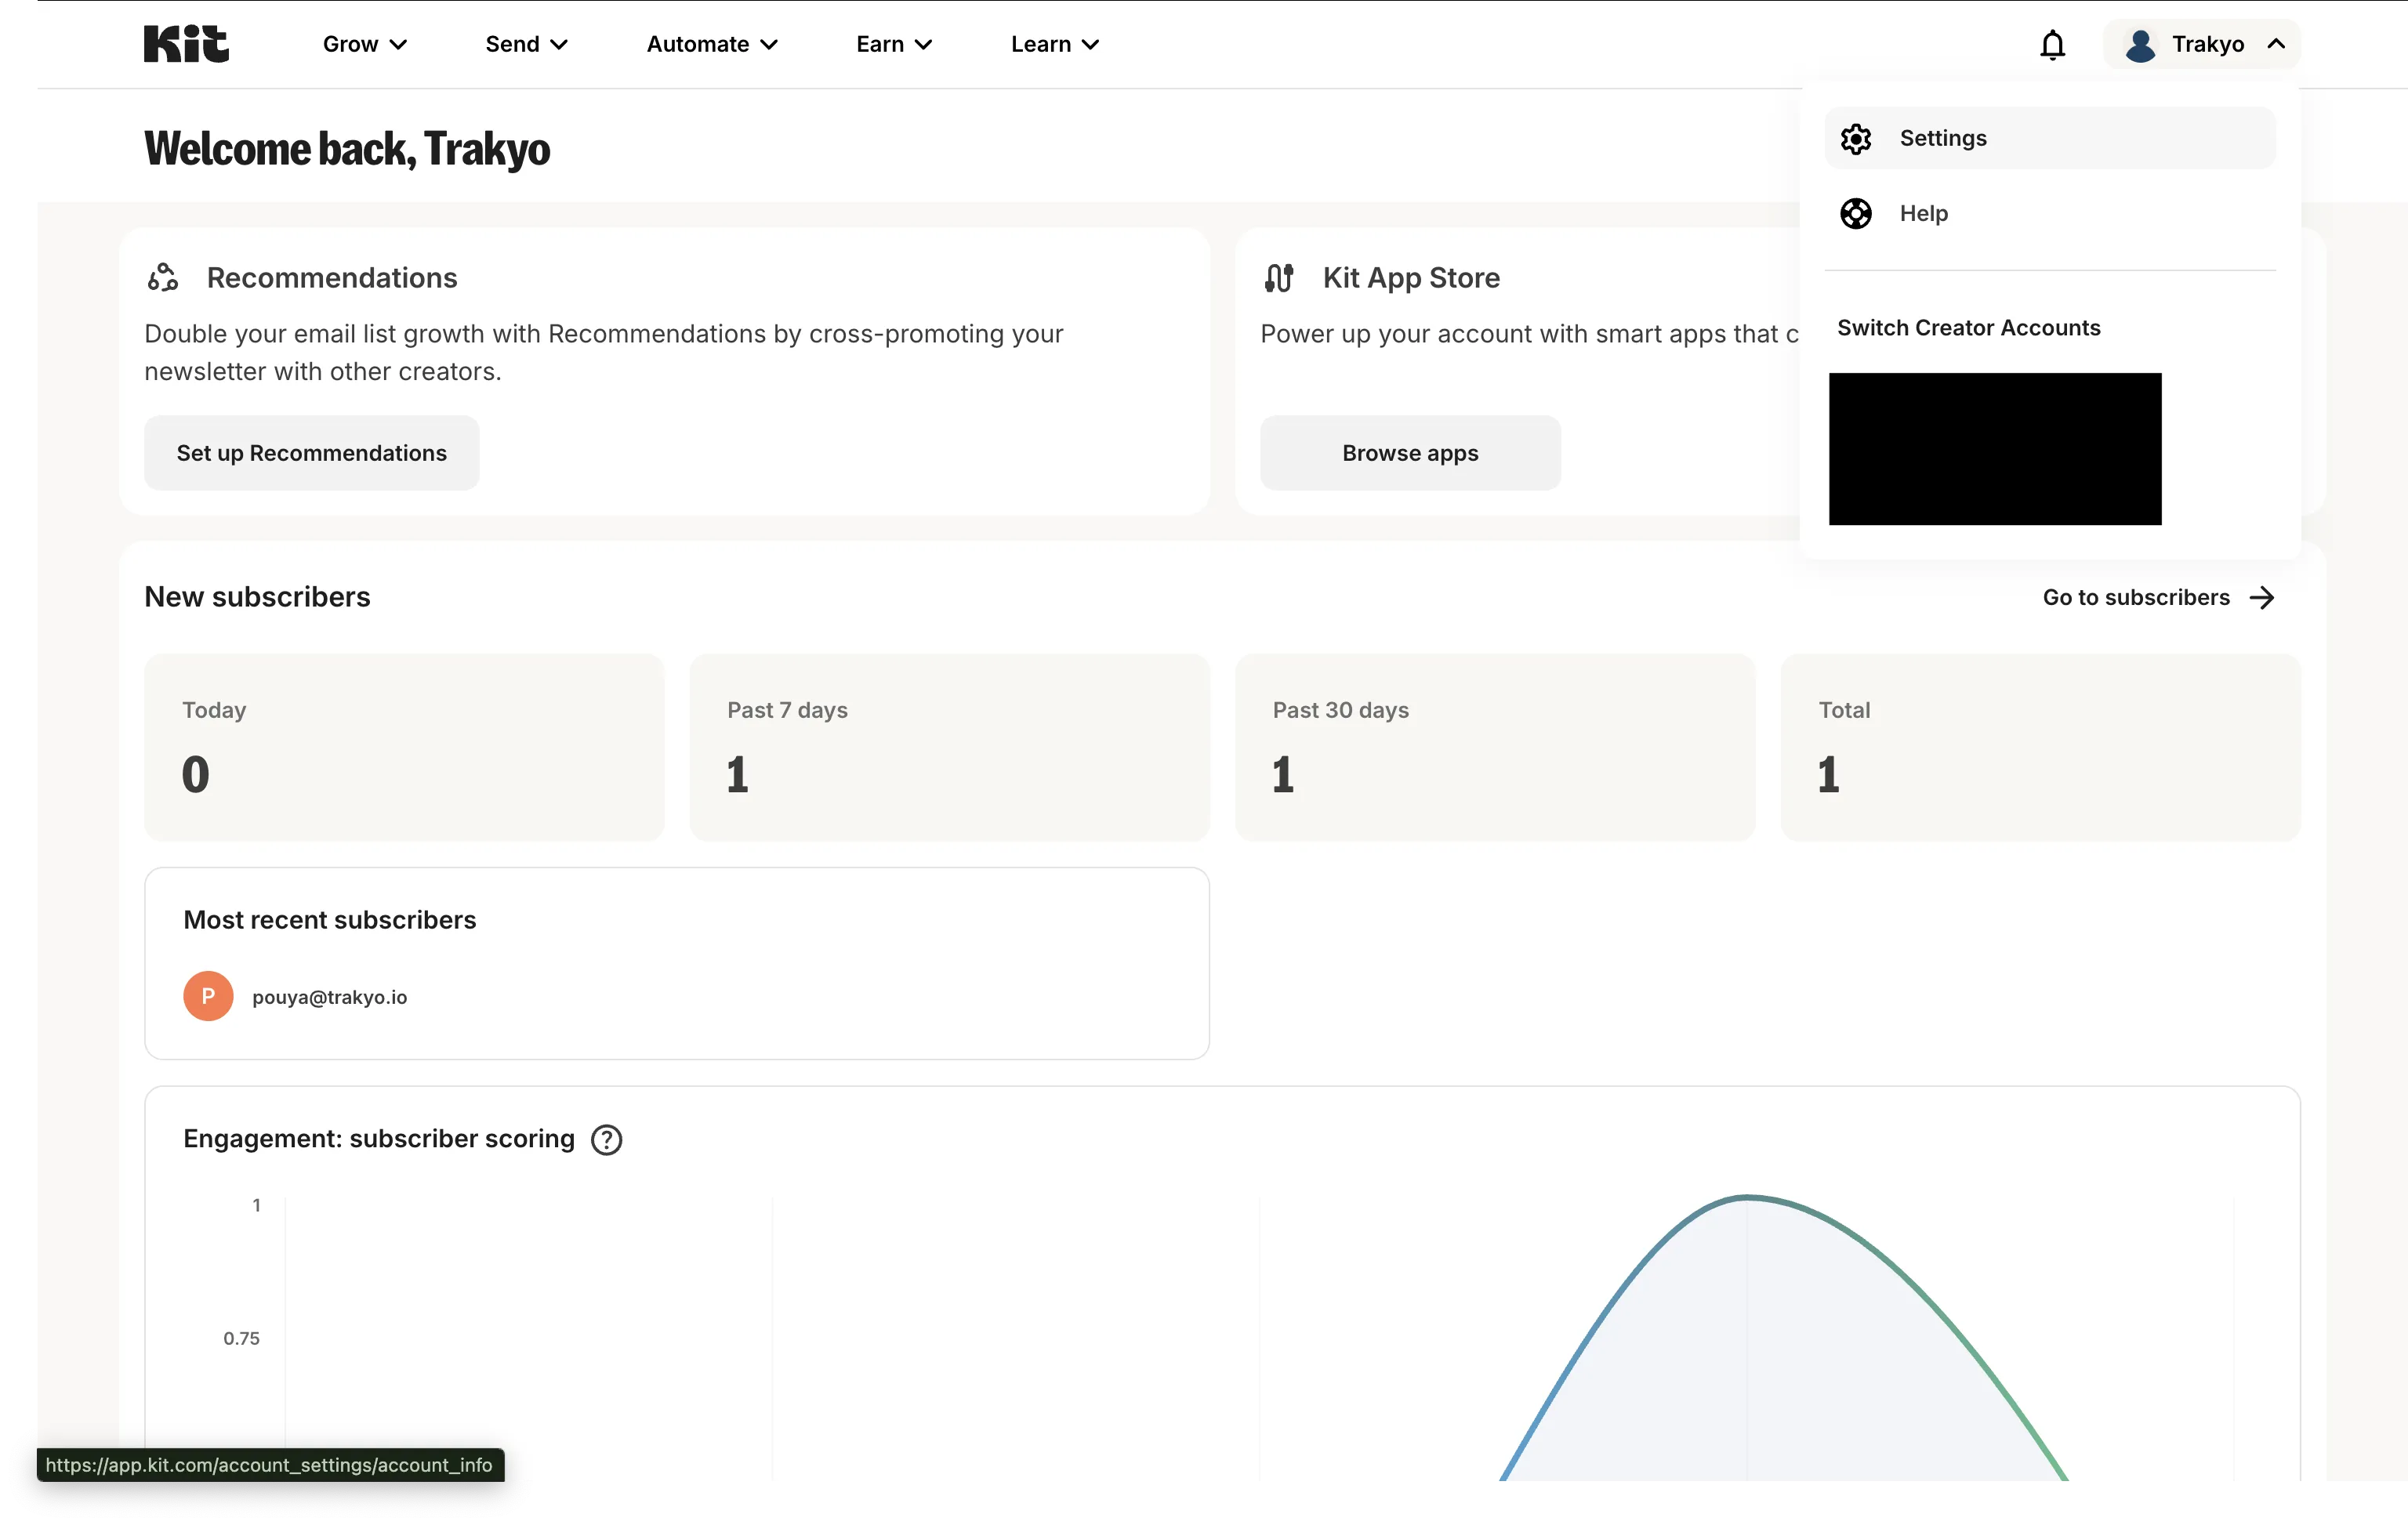 Kit
Grow
Send
Automate
Earn
Learn
Trakyo
Settings
Help
Switch Creator Accounts
Welcome back, Trakyo
Recommendations
Double your email list growth with Recommendations by cross-promoting your
newsletter with other creators.
Set up Recommendations
Kit App Store
Power up your account with smart apps that c
Browse apps
New subscribers
Go to subscribers
Today
0
Past 7 days
1
Past 30 days
1
Total
1
Most recent subscribers
P
pouya@trakyo.io
Engagement: subscriber scoring ?
1
0.75
https://app.kit.com/account_settings/account_info